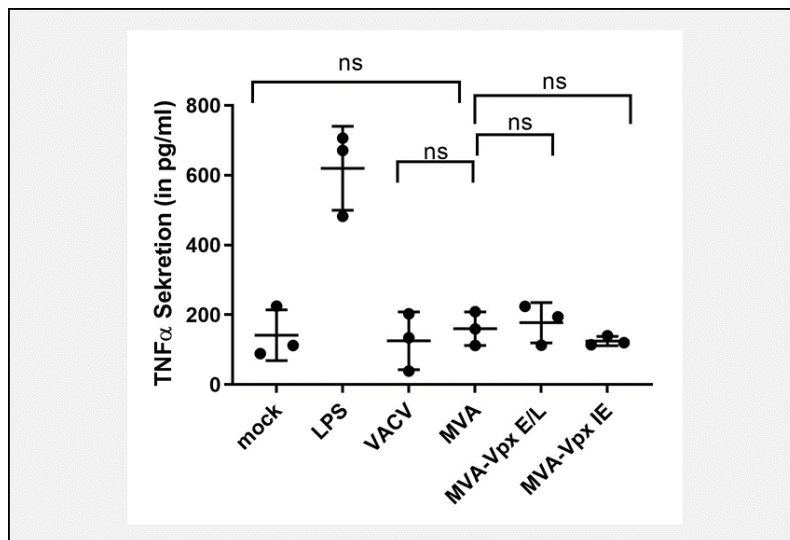 ns
ns
ns
ns
TNFα Sekretion (in pg/ml)
800
600
400
200
0
mock
LPS
VACV
MVA
MVA-Vpx E/L
MVA-Vpx IE